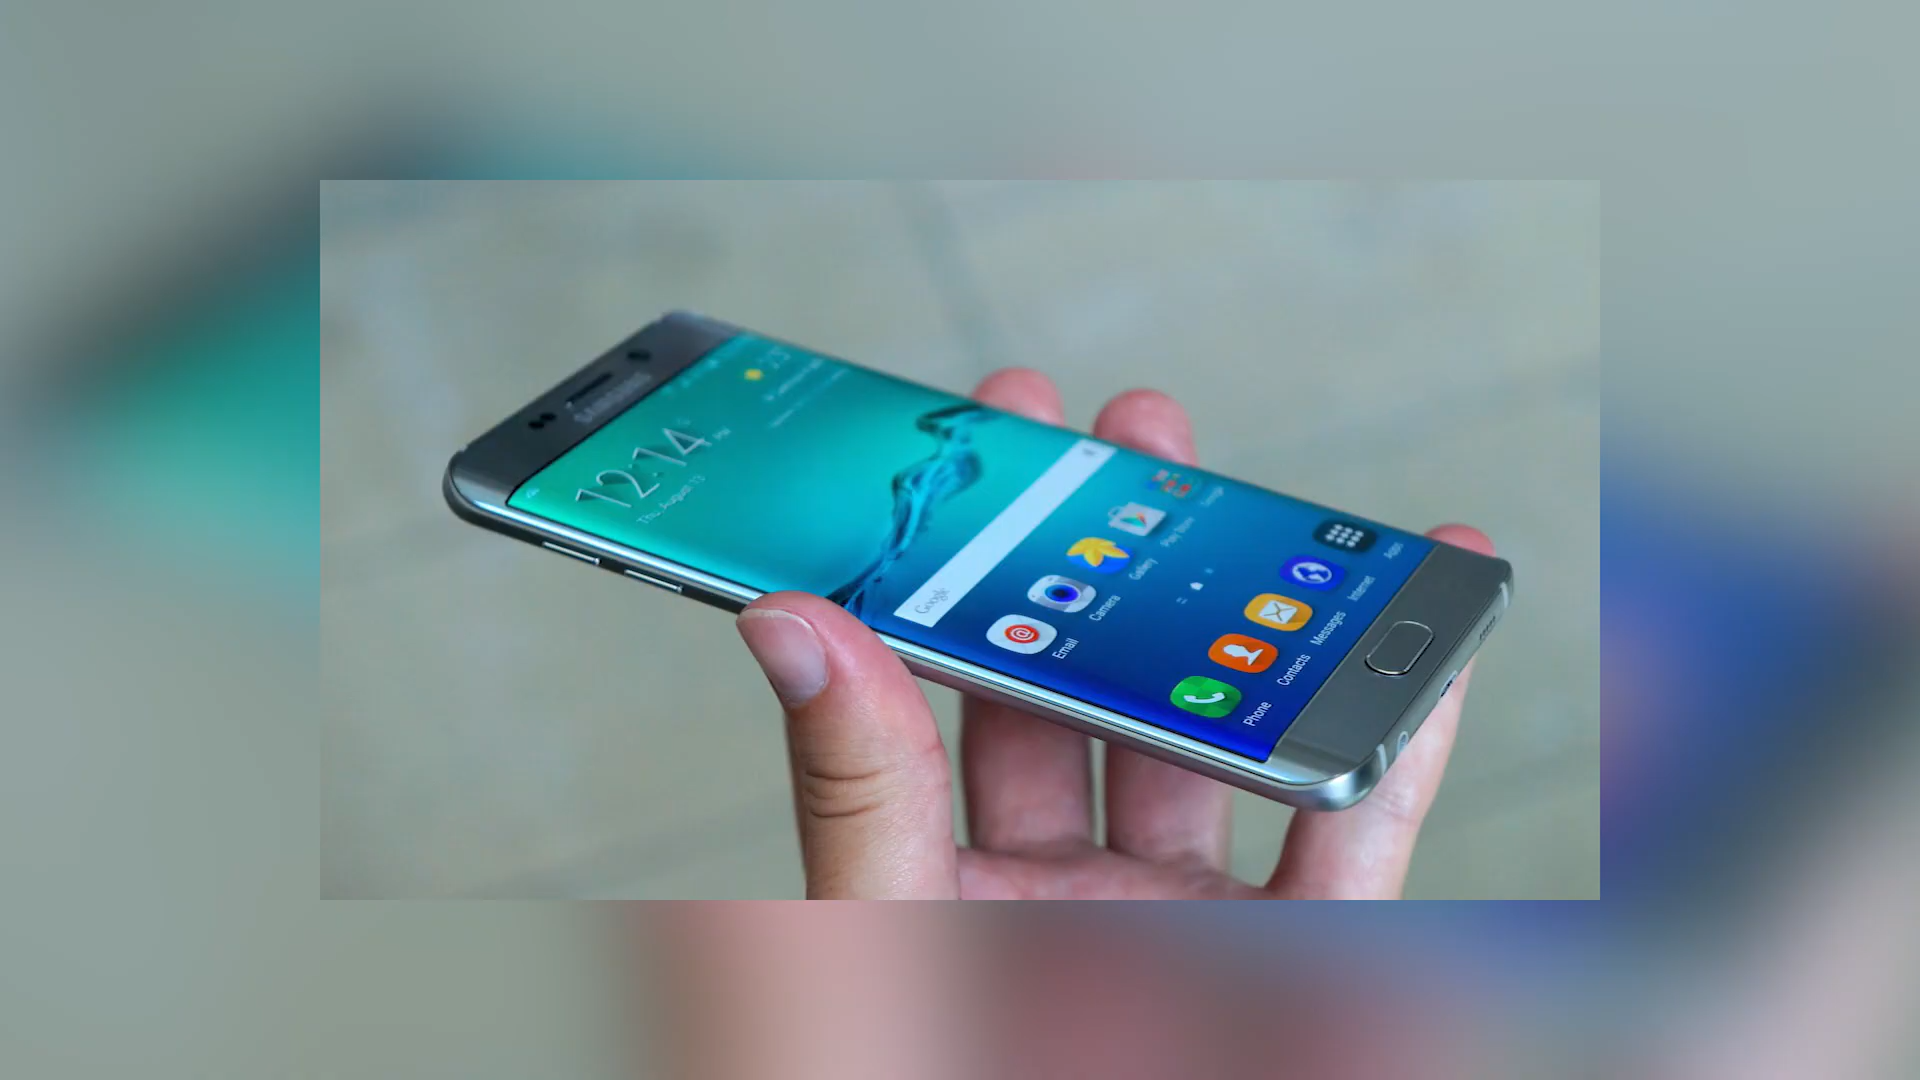 SAMSUNG
12:14
Thu, August 13
Google
Email
Camera
Gallery
Play Store
Google
Phone
Contacts
Messages
Internet
Apps